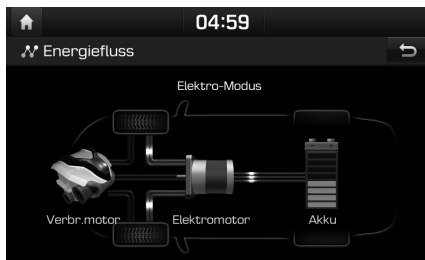 04:59
Energiefluss
Elektro-Modus
Verbr.motor
Elektromotor
Akku